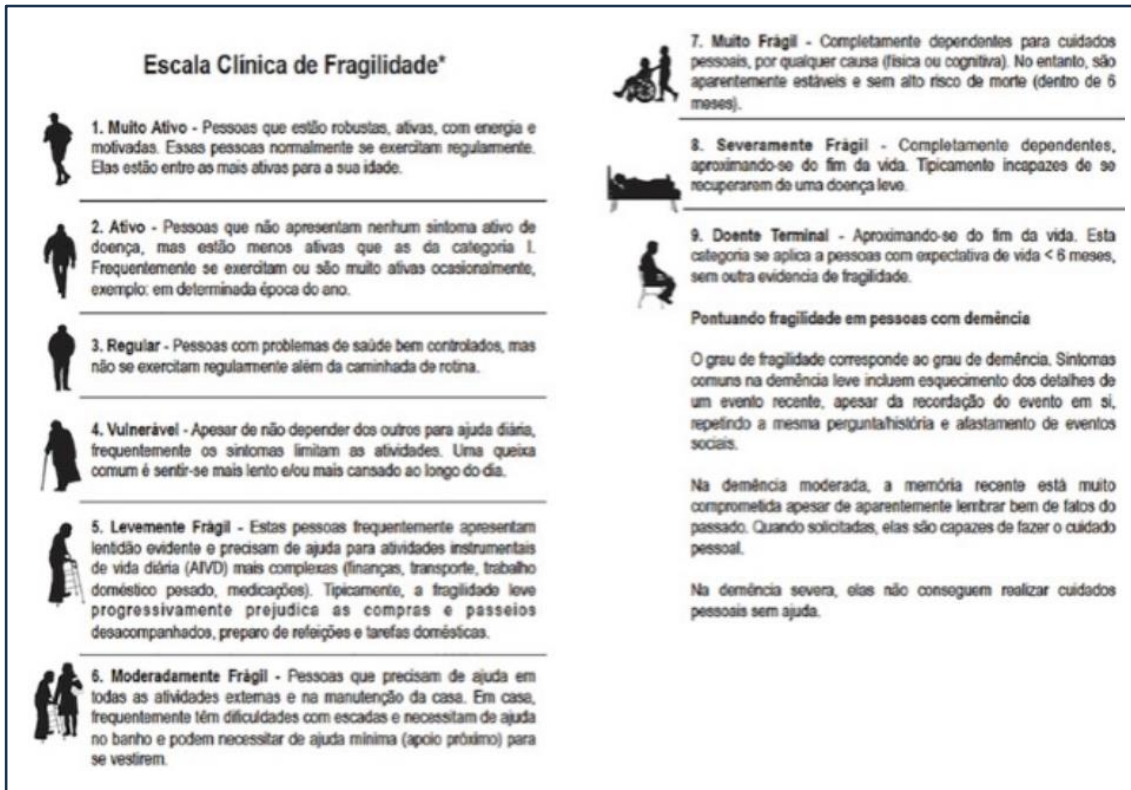 Escala Clínica de Fragilidade*
1. Muito Ativo - Pessoas que estão robustas, ativas, com energia e
motivadas. Essas pessoas normalmente se exercitam regularmente.
Elas estão entre as mais ativas para a sua idade.
2. Ativo - Pessoas que não apresentam nenhum sintoma ativo de
doença, mas estão menos ativas que as da categoria I.
Frequentemente se exercitam ou são muito ativas ocasionalmente,
exemplo: em determinada época do ano.
3. Regular - Pessoas com problemas de saúde bem controlados, mas
não se exercitam regularmente além da caminhada de rotina.
4. Vulnerável - Apesar de não depender dos outros para ajuda diária,
frequentemente os sintomas limitam as atividades. Uma queixa
comum é sentir-se mais lento e/ou mais cansado ao longo do dia.
5. Levemente Frágil - Estas pessoas frequentemente apresentam
lentidão evidente e precisam de ajuda para atividades instrumentais
de vida diária (AIVD) mais complexas (finanças, transporte, trabalho
doméstico pesado, medicações). Tipicamente, a fragilidade leve
progressivamente prejudica as compras e passeios
desacompanhados, preparo de refeições e tarefas domésticas.
6. Moderadamente Frágil - Pessoas que precisam de ajuda em
todas as atividades externas e na manutenção da casa. Em casa,
frequentemente têm dificuldades com escadas e necessitam de ajuda
no banho e podem necessitar de ajuda mínima (apoio próximo) para
se vestirem.
7. Muito Frágil - Completamente dependentes para cuidados
pessoais, por qualquer causa (física ou cognitiva). No entanto, são
aparentemente estáveis e sem alto risco de morte (dentro de 6
meses).
8. Severamente Frágil - Completamente dependentes,
aproximando-se do fim da vida. Tipicamente incapazes de se
recuperarem de uma doença leve.
9. Doente Terminal - Aproximando-se do fim da vida. Esta
categoria se aplica a pessoas com expectativa de vida < 6 meses,
sem outra evidencia de fragilidade.
Pontuando fragilidade em pessoas com demência
O grau de fragilidade corresponde ao grau de demência. Sintomas
comuns na demência leve incluem esquecimento dos detalhes de
um evento recente, apesar da recordação do evento em si,
repetindo a mesma pergunta/história e afastamento de eventos
sociais.
Na demência moderada, a memória recente está muito
comprometida apesar de aparentemente lembrar bem de fatos do
passado. Quando solicitadas, elas são capazes de fazer o cuidado
pessoal.
Na demência severa, elas não conseguem realizar cuidados
pessoais sem ajuda.